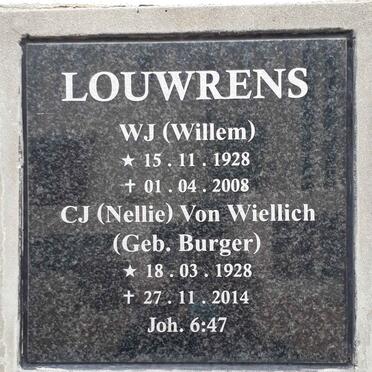 LOUWRENS
WJ (Willem)
★ 15 . 11 . 1928
✝ 01 . 04 . 2008
CJ (Nellie) Von Wiellich
(Geb. Burger)
★ 18 . 03 . 1928
✝ 27 . 11 . 2014
Joh. 6:47